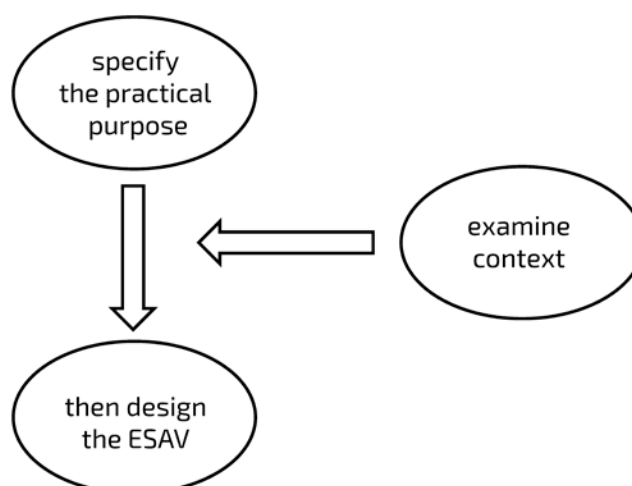 specify
the practical
purpose
examine
context
then design
the ESAV